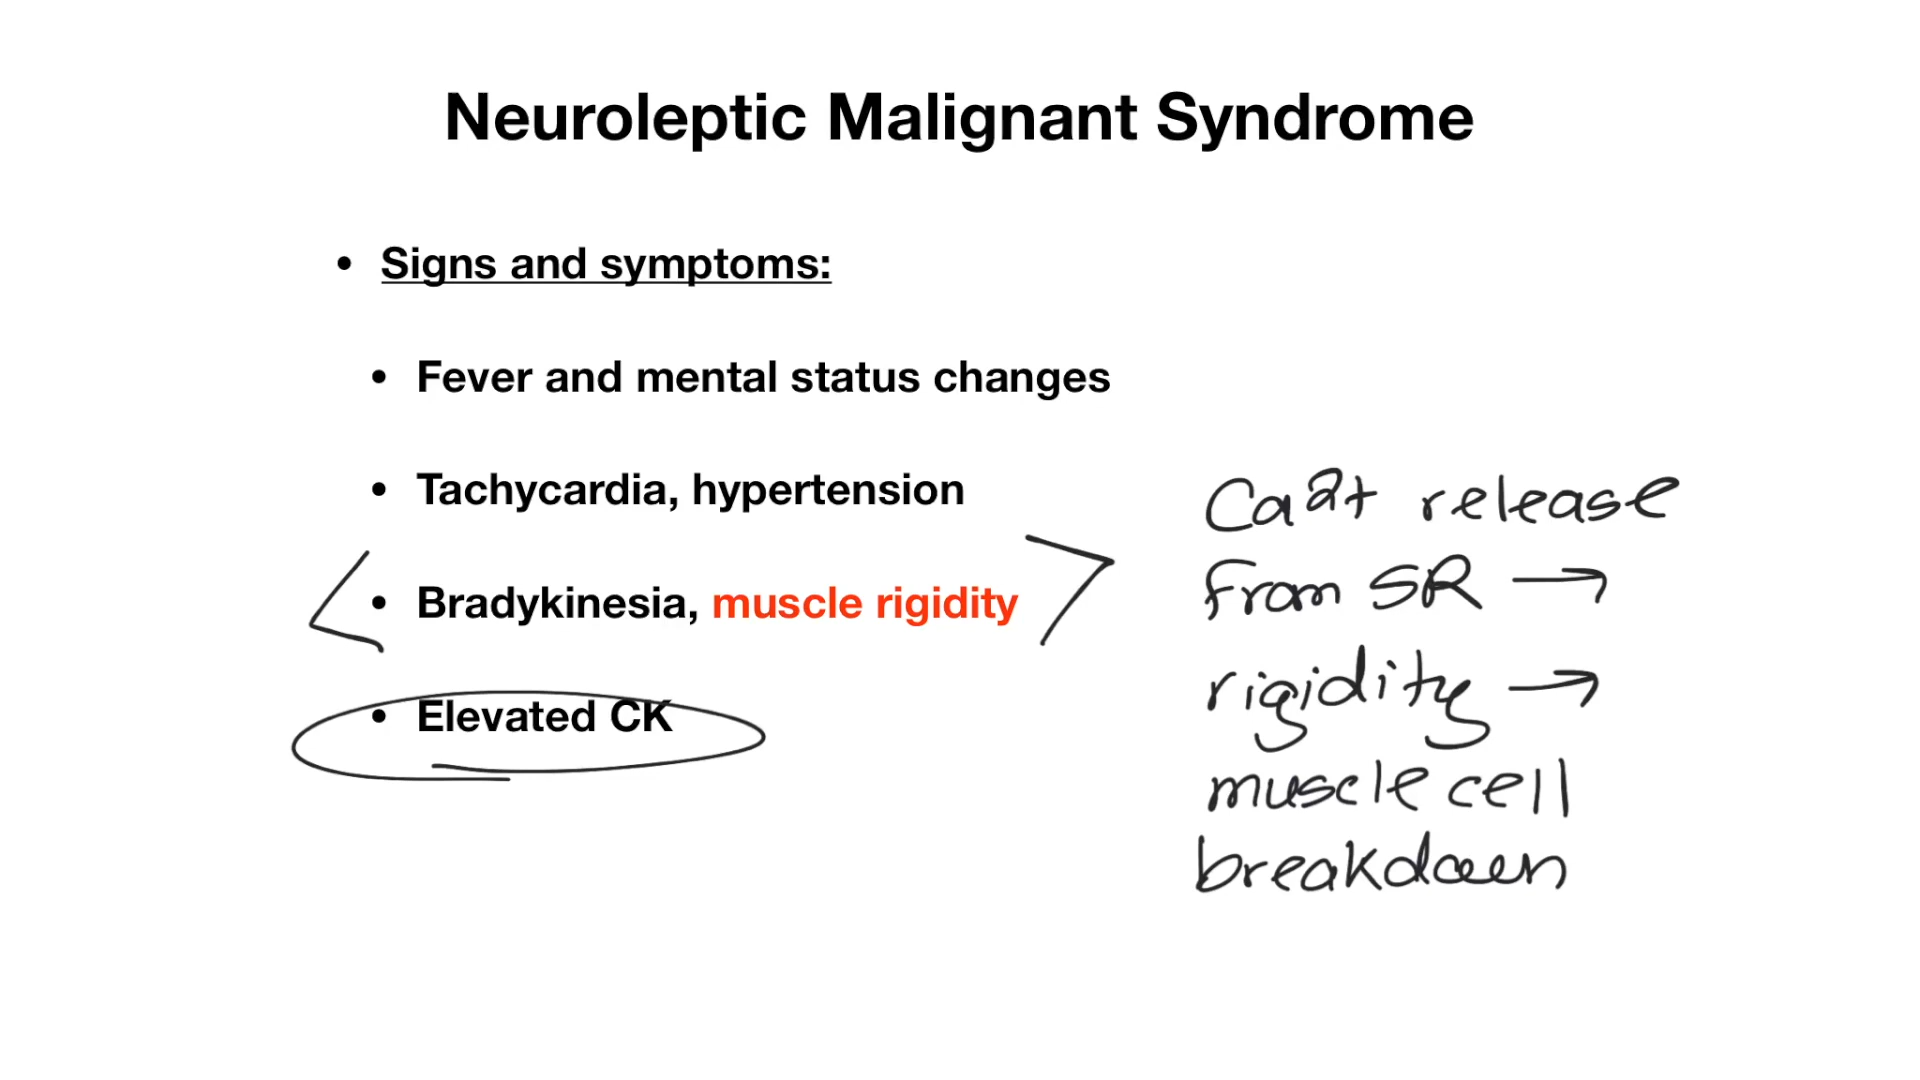 Neuroleptic Malignant Syndrome
• Signs and symptoms:
• Fever and mental status changes
• Tachycardia, hypertension
• Bradykinesia, muscle rigidity
• Elevated CK
Ca2+ release
from SR →
rigidity →
muscle cell
breakdown